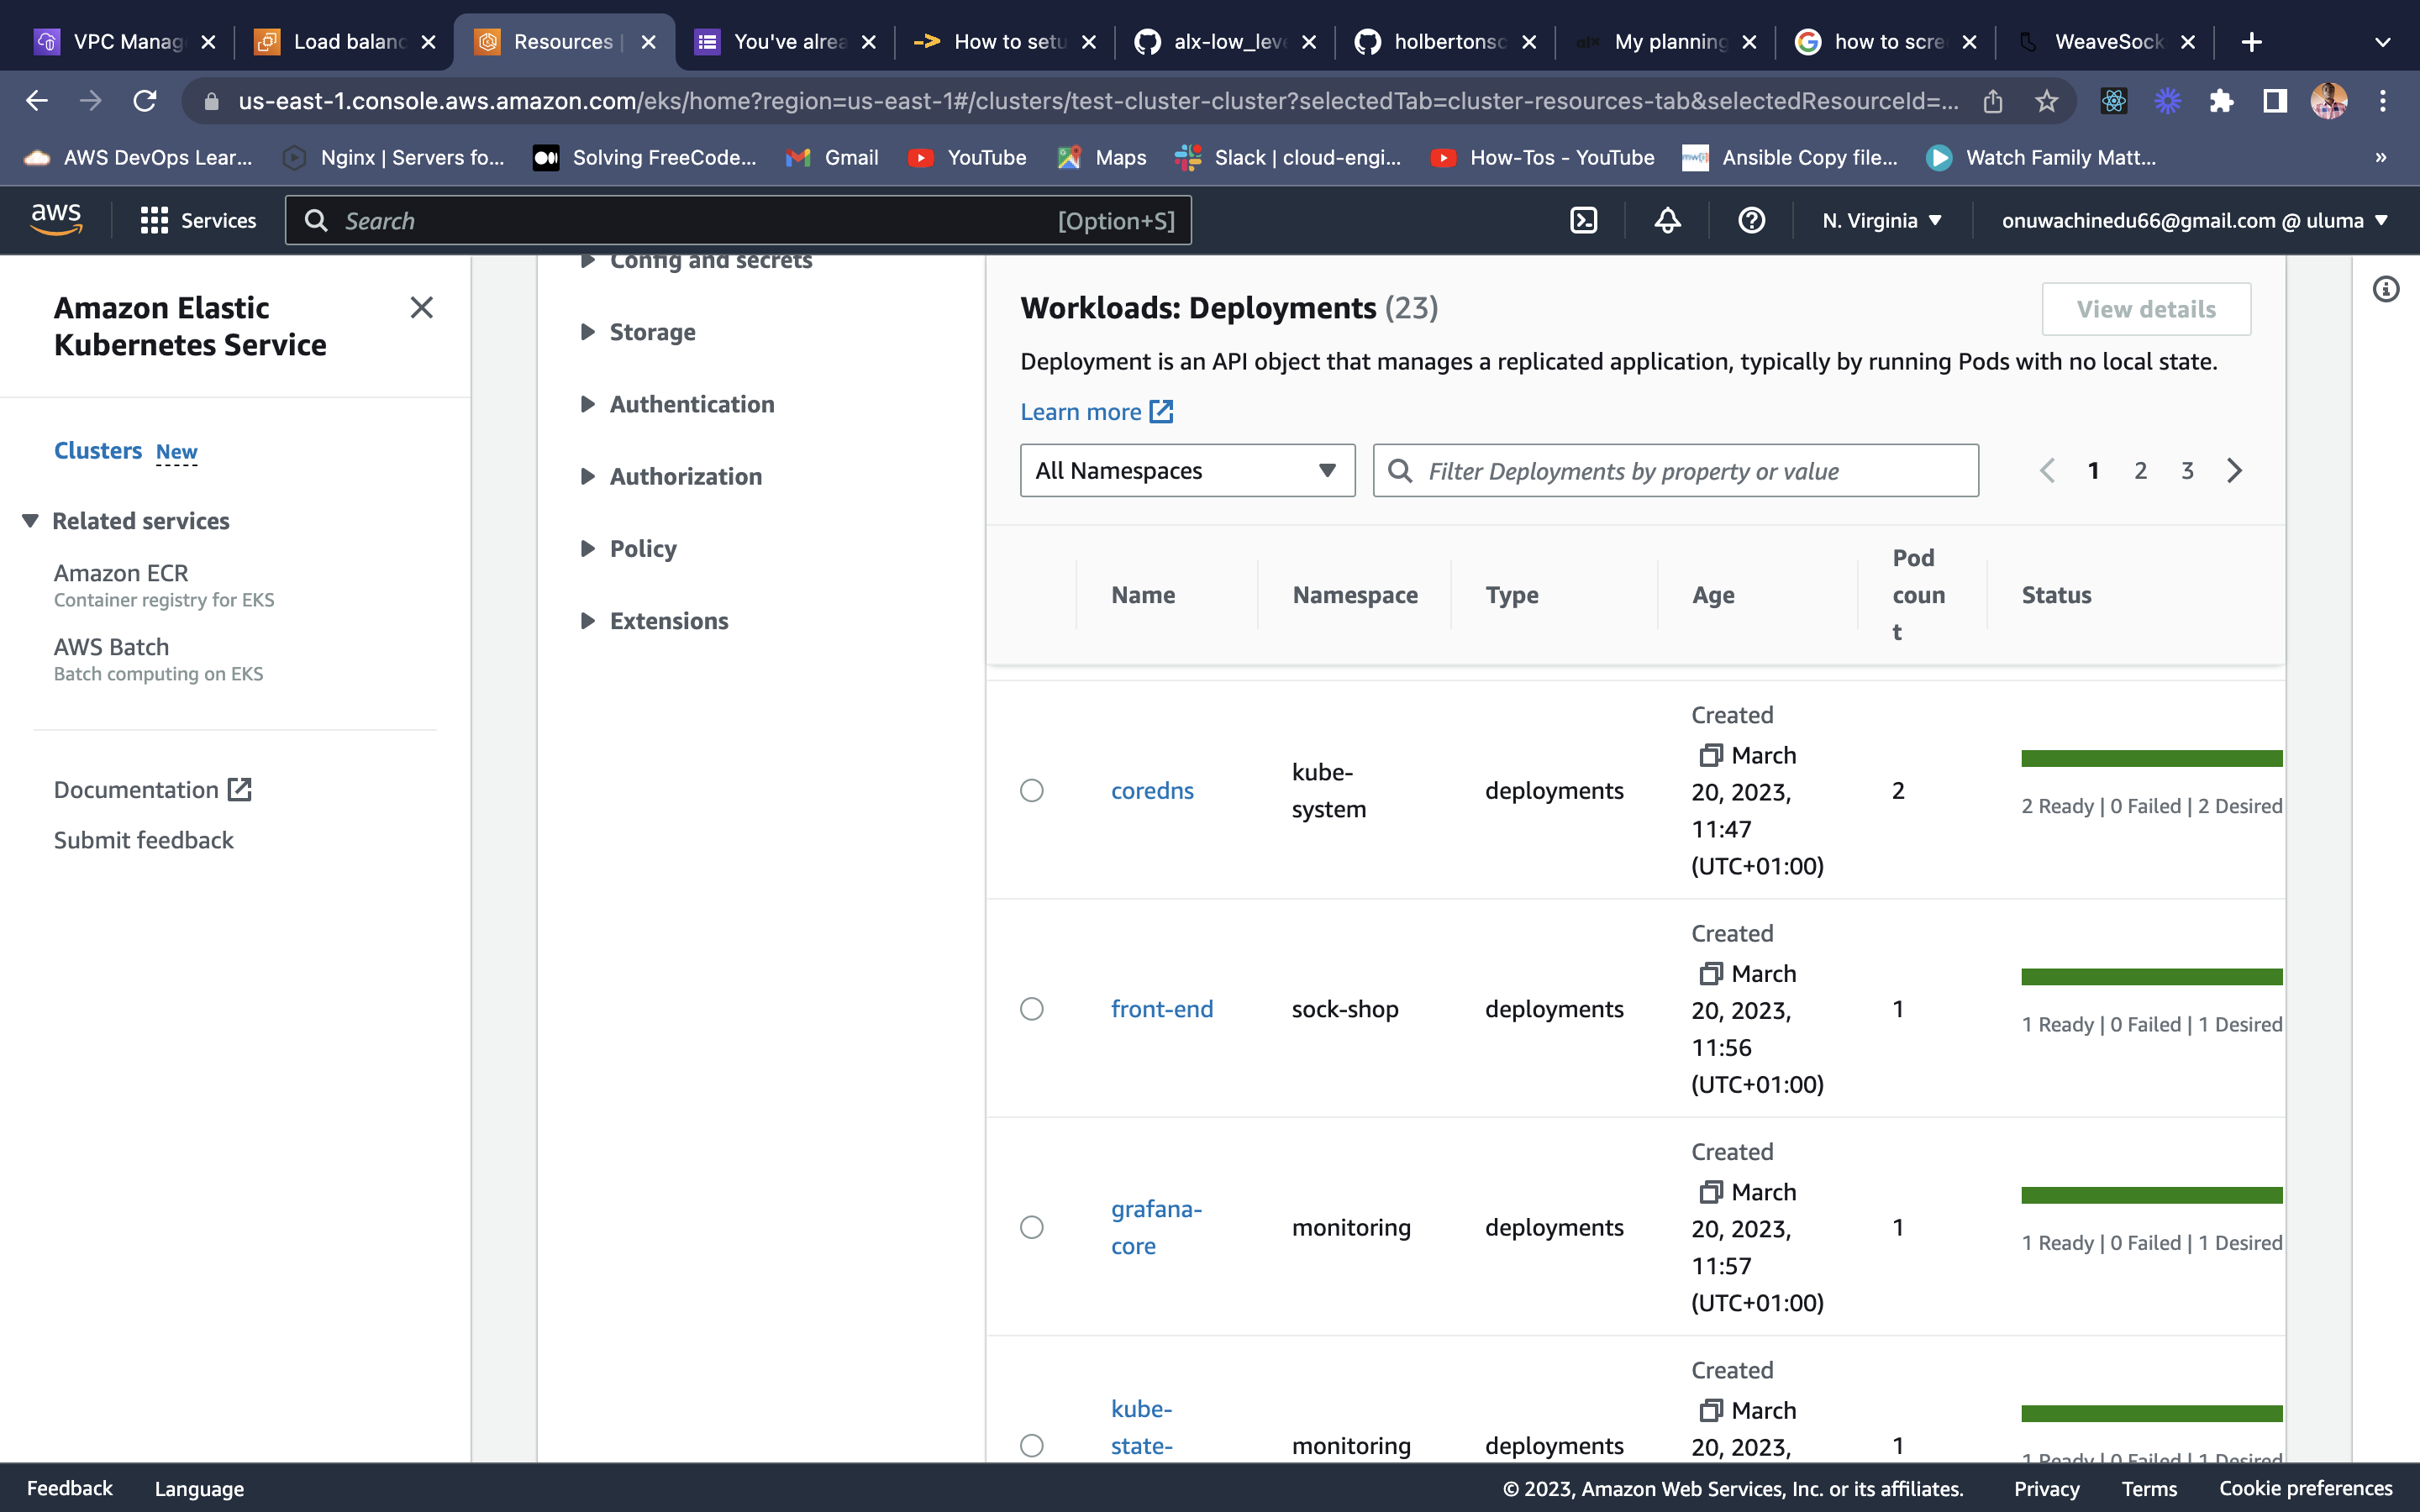 VPC Manag
Load balanc
Resources |
You've alrea
How to setu
alx-low_leve
holbertonsc
alx
My planning
how to scre
WeaveSock
us-east-1.console.aws.amazon.com/eks/home?region=us-east-1#/clusters/test-cluster-cluster?selectedTab=cluster-resources-tab&selectedResourceId=...
AWS DevOps Lear...
Nginx | Servers fo...
Solving FreeCode...
Gmail
YouTube
Maps
Slack | cloud-engi...
How-Tos - YouTube
Ansible Copy file...
Watch Family Matt...
»
aws
Services
Search
[Option+S]
N. Virginia
onuwachinedu66@gmail.com @ uluma
Amazon Elastic
Kubernetes Service
Clusters New
Related services
Amazon ECR
Container registry for EKS
AWS Batch
Batch computing on EKS
Documentation
Submit feedback
Config and secrets
Storage
Authentication
Authorization
Policy
Extensions
Workloads: Deployments (23)
View details
Deployment is an API object that manages a replicated application, typically by running Pods with no local state.
Learn more
All Namespaces
Filter Deployments by property or value
1 2 3
Name
Namespace
Type
Age
Pod
coun
t
Status
coredns
kube-
system
deployments
Created
March
20, 2023,
11:47
(UTC+01:00)
2
2 Ready | 0 Failed | 2 Desired
front-end
sock-shop
deployments
Created
March
20, 2023,
11:56
(UTC+01:00)
1
1 Ready | 0 Failed | 1 Desired
grafana-
core
monitoring
deployments
Created
March
20, 2023,
11:57
(UTC+01:00)
1
1 Ready | 0 Failed | 1 Desired
kube-
state-
monitoring
deployments
Created
March
20, 2023,
1
1 Ready | 0 Failed | 1 Desired
Feedback
Language
© 2023, Amazon Web Services, Inc. or its affiliates.
Privacy
Terms
Cookie preferences